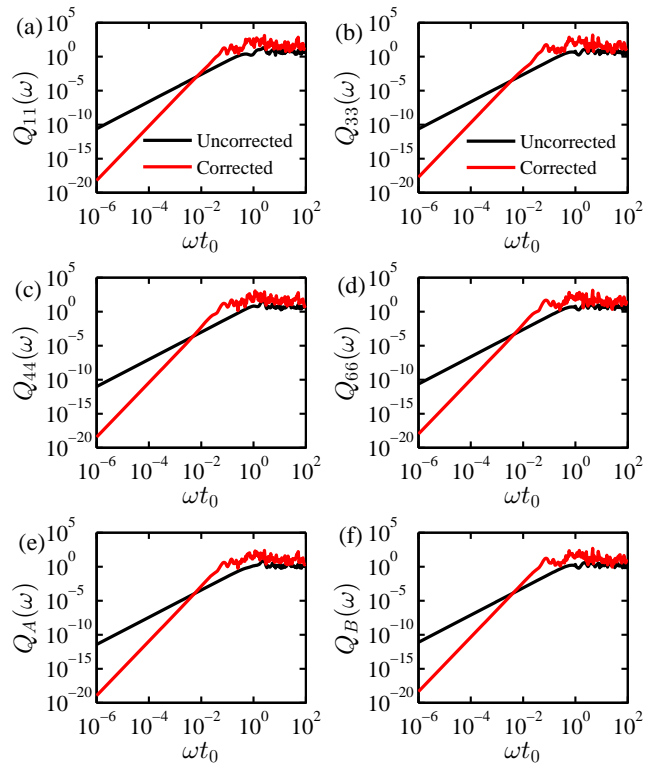 (a)
10^5
10^0
10^−5
10^−10
10^−15
10^−20
Q_11(ω)
Uncorrected
Corrected
10^−6 10^−4 10^−2 10^0 10^2
ωt_0
(b)
10^5
10^0
10^−5
10^−10
10^−15
10^−20
Q_33(ω)
Uncorrected
Corrected
10^−6 10^−4 10^−2 10^0 10^2
ωt_0
(c)
10^5
10^0
10^−5
10^−10
10^−15
10^−20
Q_44(ω)
10^−6 10^−4 10^−2 10^0 10^2
ωt_0
(d)
10^5
10^0
10^−5
10^−10
10^−15
10^−20
Q_66(ω)
10^−6 10^−4 10^−2 10^0 10^2
ωt_0
(e)
10^5
10^0
10^−5
10^−10
10^−15
10^−20
Q_A(ω)
10^−6 10^−4 10^−2 10^0 10^2
ωt_0
(f)
10^5
10^0
10^−5
10^−10
10^−15
10^−20
Q_B(ω)
10^−6 10^−4 10^−2 10^0 10^2
ωt_0